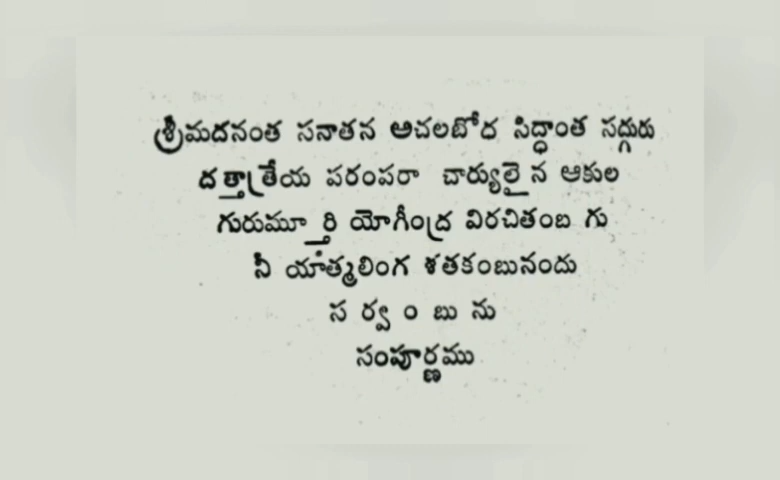 శ్రీమదనంత సనాతన అచలబోధ సిద్ధాంత సద్గురు
దత్తాత్రేయ పరంపరా చార్యులై న ఆకుల
గురుమూర్తి యోగీంద్ర విరచితంబ గు
నీ యాత్మలింగ శతకంబునందు
స ర్వ ం బు ను
సంపూర్ణము